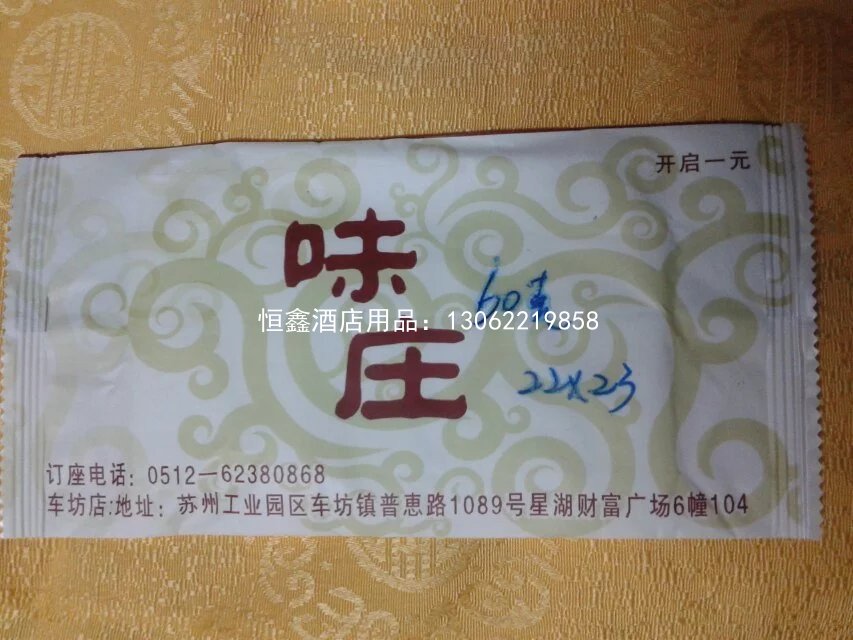 开启一元
味庄
60克
恒鑫酒店用品：13062219858
22x23
订座电话：0512—62380868
车坊店:地址：苏州工业园区车坊镇普惠路1089号星湖财富广场6幢104